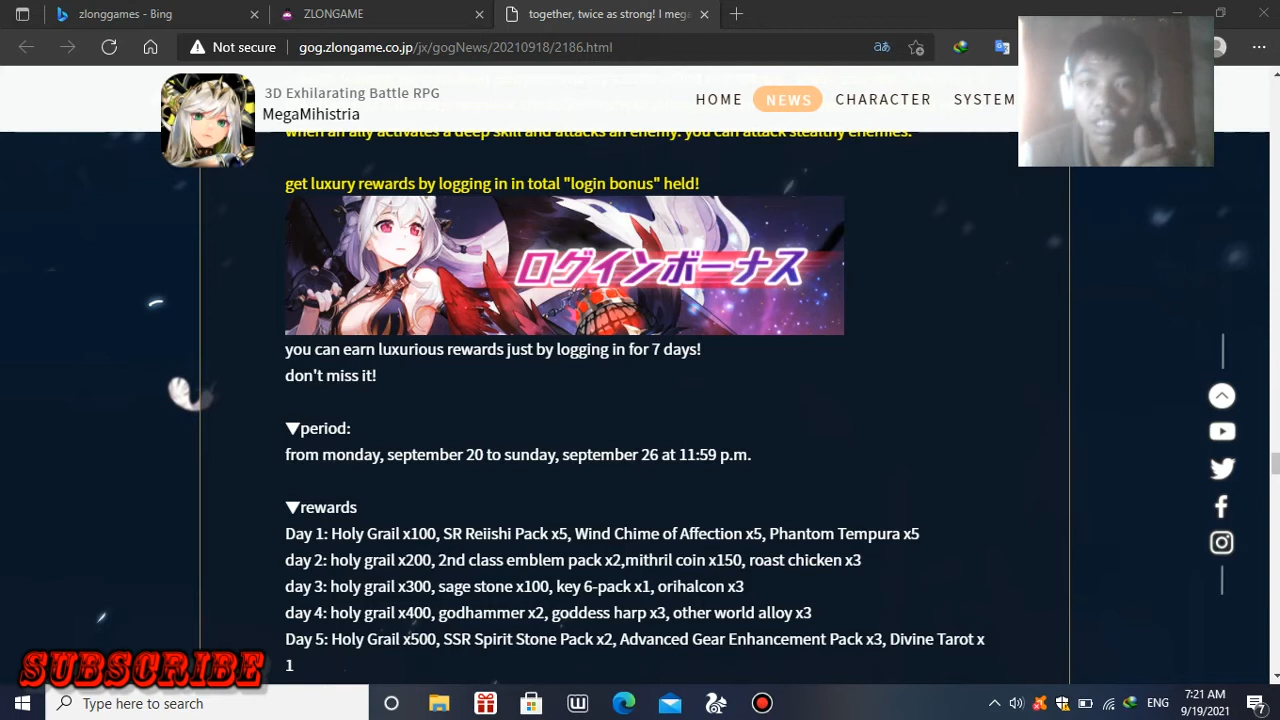 zlonggames - Bing
ZLONGAME
together, twice as strong! I mega
Not secure
gog.zlongame.co.jp/jx/gogNews/20210918/2186.html
3D Exhilarating Battle RPG
MegaMihistria
HOME
NEWS
CHARACTER
SYSTEM
when an ally activates a deep skill and attacks an enemy. you can attack stealthy enemies.
get luxury rewards by logging in in total "login bonus" held!
ログインボーナス
you can earn luxurious rewards just by logging in for 7 days!
don't miss it!
▼period:
from monday, september 20 to sunday, september 26 at 11:59 p.m.
▼rewards
Day 1: Holy Grail x100, SR Reiishi Pack x5, Wind Chime of Affection x5, Phantom Tempura x5
day 2: holy grail x200, 2nd class emblem pack x2,mithril coin x150, roast chicken x3
day 3: holy grail x300, sage stone x100, key 6-pack x1, orihalcon x3
day 4: holy grail x400, godhammer x2, goddess harp x3, other world alloy x3
Day 5: Holy Grail x500, SSR Spirit Stone Pack x2, Advanced Gear Enhancement Pack x3, Divine Tarot x
1
SUBSCRIBE
Type here to search
ENG
7:21 AM
9/19/2021
7